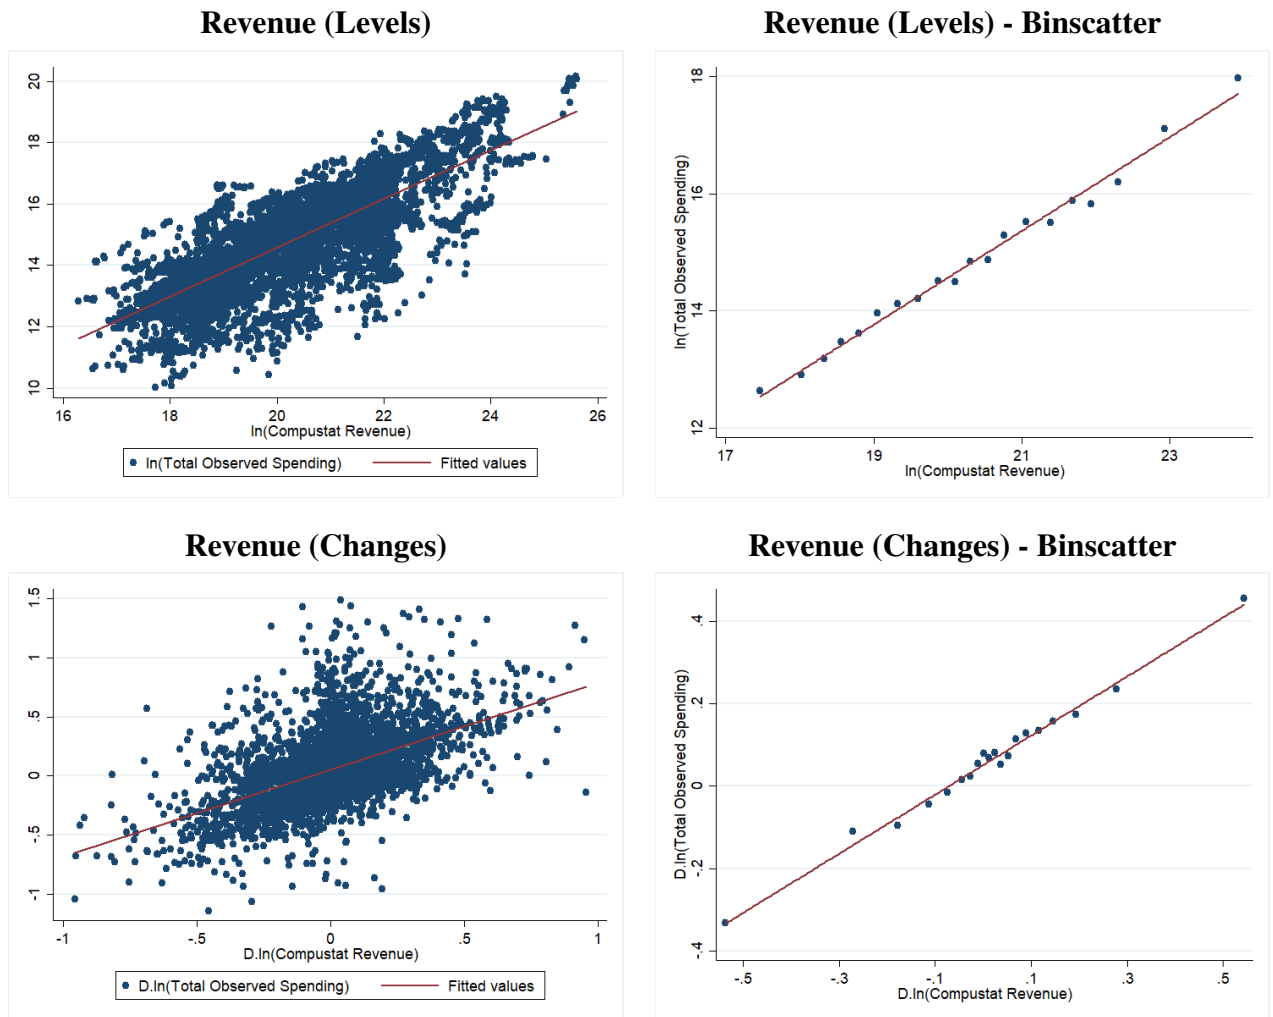 Revenue (Levels)
20
18
16
14
12
10
16 18 20 22 24 26
ln(Compustat Revenue)
ln(Total Observed Spending) Fitted values
Revenue (Levels) - Binscatter
ln(Total Observed Spending)
18
16
14
12
17 19 21 23
ln(Compustat Revenue)
Revenue (Changes)
1.5
1
.5
0
-.5
-1
-1 -.5 0 .5 1
D.ln(Compustat Revenue)
D.ln(Total Observed Spending) Fitted values
Revenue (Changes) - Binscatter
D.ln(Total Observed Spending)
.4
.2
0
-.2
-.4
-.5 -.3 -.1 .1 .3 .5
D.ln(Compustat Revenue)